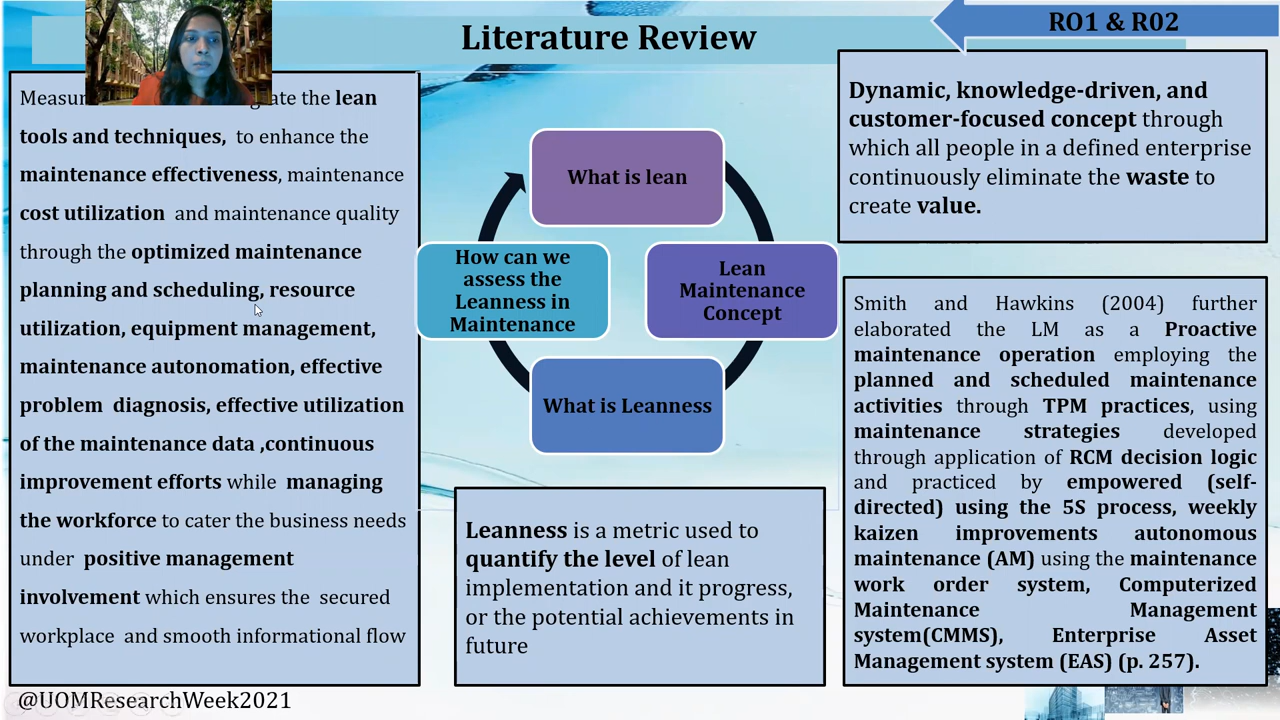 Literature Review
RO1 & R02
Measur
ate the lean
tools and techniques, to enhance the
maintenance effectiveness, maintenance
cost utilization and maintenance quality
through the optimized maintenance
planning and scheduling, resource
utilization, equipment management,
maintenance autonomation, effective
problem diagnosis, effective utilization
of the maintenance data ,continuous
improvement efforts while managing
the workforce to cater the business needs
under positive management
involvement which ensures the secured
workplace and smooth informational flow
What is lean
Lean
Maintenance
Concept
What is Leanness
How can we
assess the
Leanness in
Maintenance
Leanness is a metric used to
quantify the level of lean
implementation and it progress,
or the potential achievements in
future
Dynamic, knowledge-driven, and
customer-focused concept through
which all people in a defined enterprise
continuously eliminate the waste to
create value.
Smith and Hawkins (2004) further
elaborated the LM as a Proactive
maintenance operation employing the
planned and scheduled maintenance
activities through TPM practices, using
maintenance strategies developed
through application of RCM decision logic
and practiced by empowered (self-
directed) using the 5S process, weekly
kaizen improvements autonomous
maintenance (AM) using the maintenance
work order system, Computerized
Maintenance Management
system(CMMS), Enterprise Asset
Management system (EAS) (p. 257).
@UOMResearchWeek2021